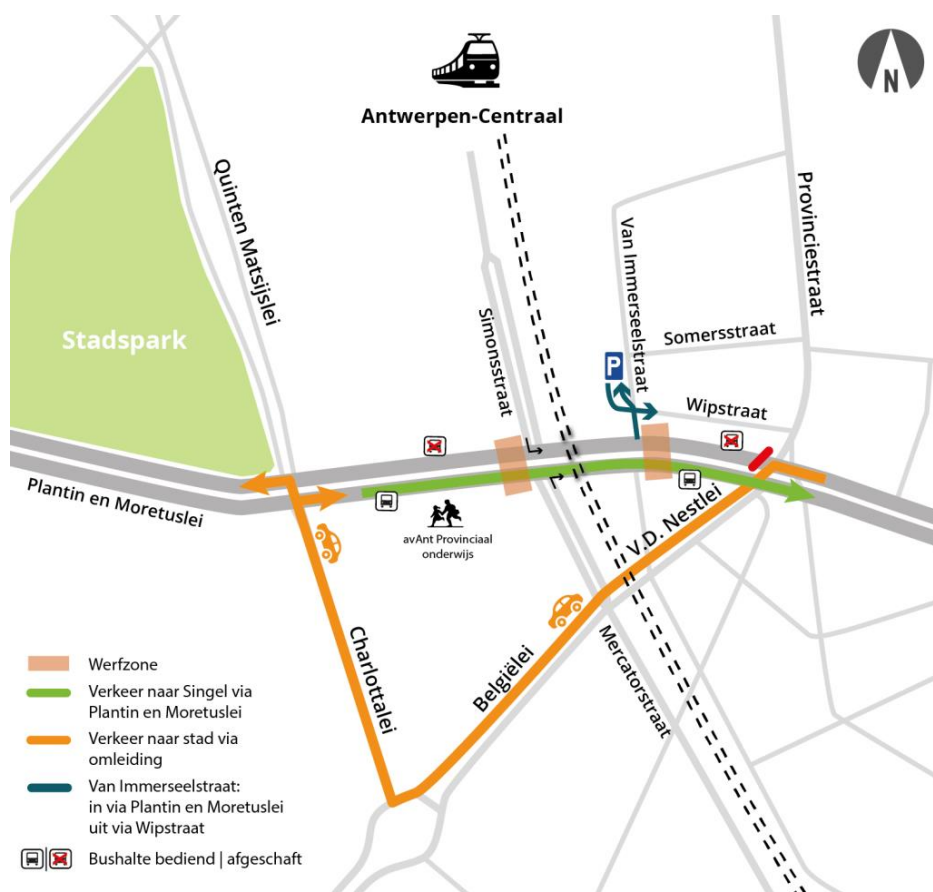 N
Antwerpen-Centraal
Quinten Matsijslei
Provinciestraat
Van Immerseelstraat
Simonsstraat
Stadspark
Somersstraat
P
Wipstraat
Plantin en Moretuslei
avAnt Provinciaal
onderwijs
V.D. Nestlei
Charlottalei
Belgiëlei
Mercatorstraat
Werfzone
Verkeer naar Singel via
Plantin en Moretuslei
Verkeer naar stad via
omleiding
Van Immerseelstraat:
in via Plantin en Moretuslei
uit via Wipstraat
Bushalte bediend | afgeschaft